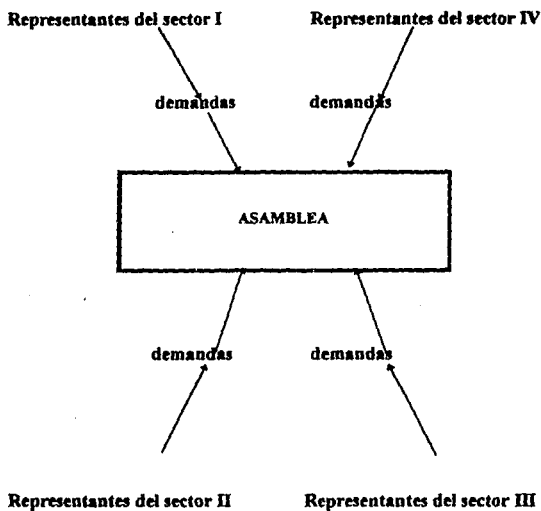 Representantes del sector I
Representantes del sector IV
demandas
demandas
ASAMBLEA
demandas
demandas
Representantes del sector II
Representantes del sector III